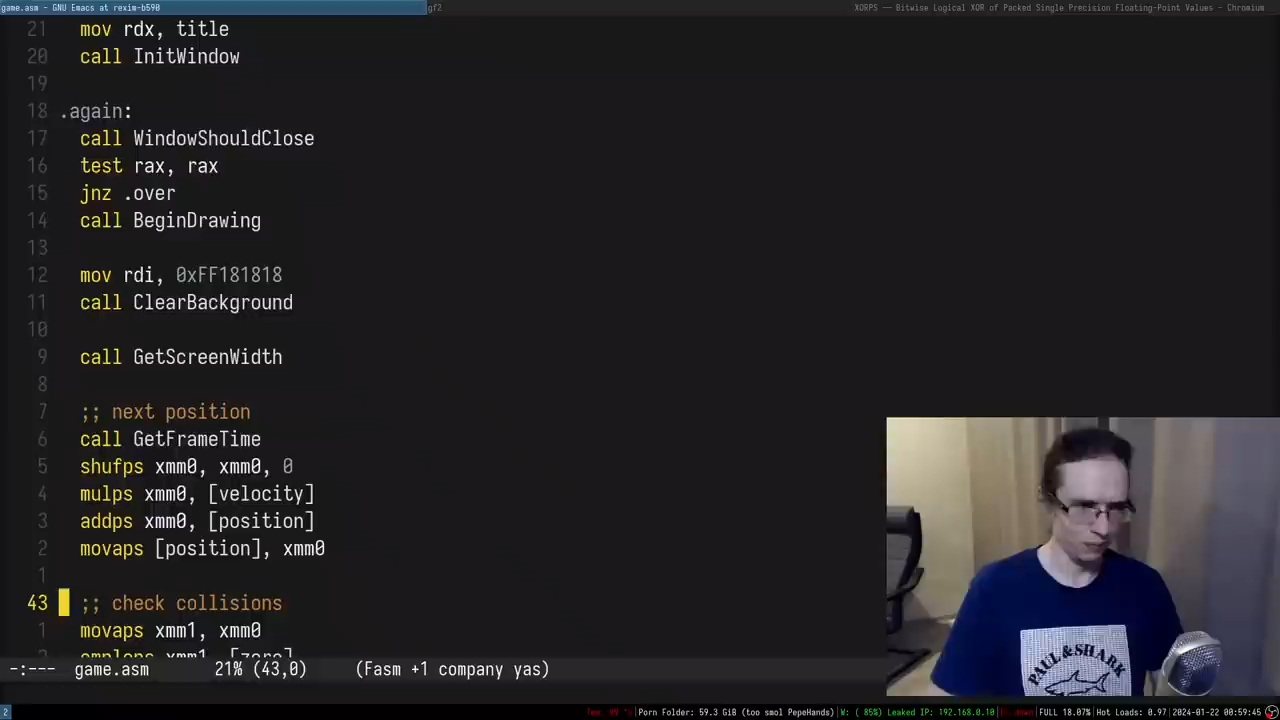 game.asm - GNU Emacs at rexim-b590
gf2
XORPS — Bitwise Logical XOR of Packed Single Precision Floating-Point Values - Chromium
21 mov rdx, title
20 call InitWindow
19
18 .again:
17 call WindowShouldClose
16 test rax, rax
15 jnz .over
14 call BeginDrawing
13
12 mov rdi, 0xFF181818
11 call ClearBackground
10
9 call GetScreenWidth
8
7 ;; next position
6 call GetFrameTime
5 shufps xmm0, xmm0, 0
4 mulps xmm0, [velocity]
3 addps xmm0, [position]
2 movaps [position], xmm0
1
43 ;; check collisions
1 movaps xmm1, xmm0
-:--- game.asm 21% (43,0) (Fasm +1 company yas)
PAUL&SHARK
2
Porn Folder: 59.3 GiB (too smol PepeHands)
W: ( 85%) Leaked IP: 192.168.0.10
FULL 18.07%
Hot Loads: 0.97
2024-01-22 00:59:45